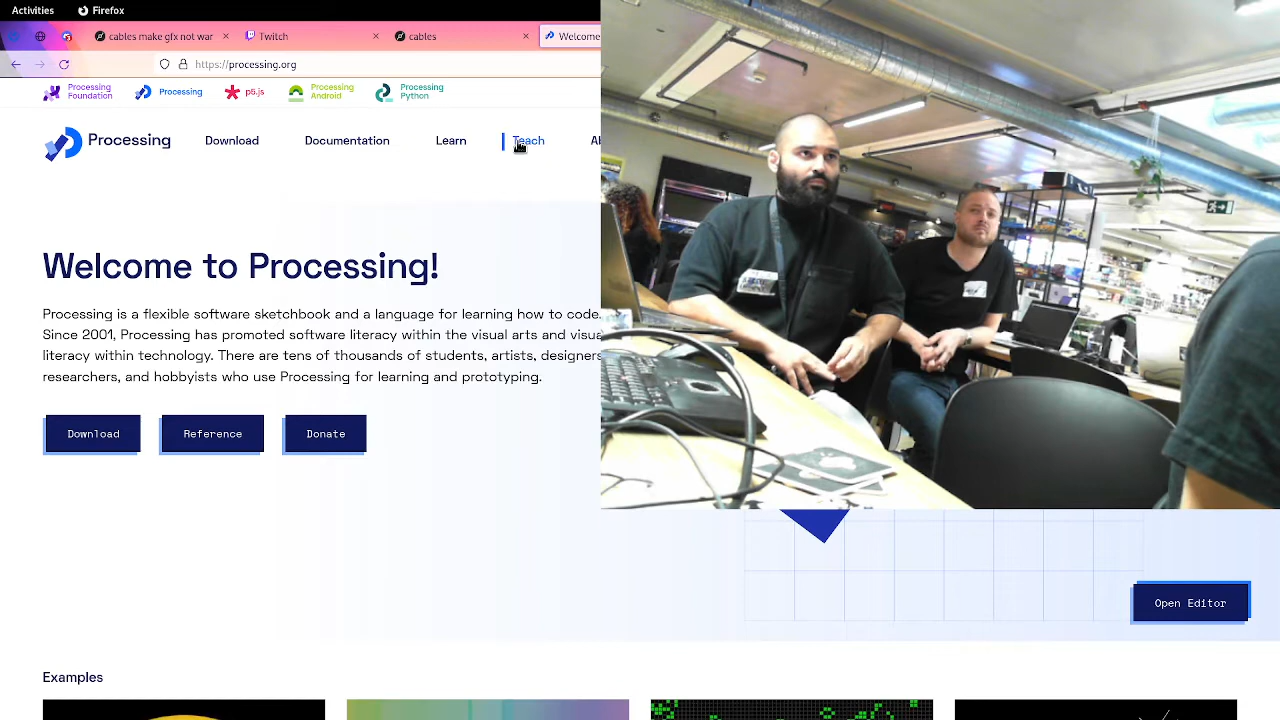 Activities Firefox
cables make gfx not war
Twitch
cables
Welcome
https://processing.org
Processing Foundation
Processing
p5.js
Processing Android
Processing Python
Processing
Download
Documentation
Learn
Teach
Ab
Welcome to Processing!
Processing is a flexible software sketchbook and a language for learning how to code.
Since 2001, Processing has promoted software literacy within the visual arts and visua
literacy within technology. There are tens of thousands of students, artists, designers
researchers, and hobbyists who use Processing for learning and prototyping.
Download
Reference
Donate
Open Editor
Examples